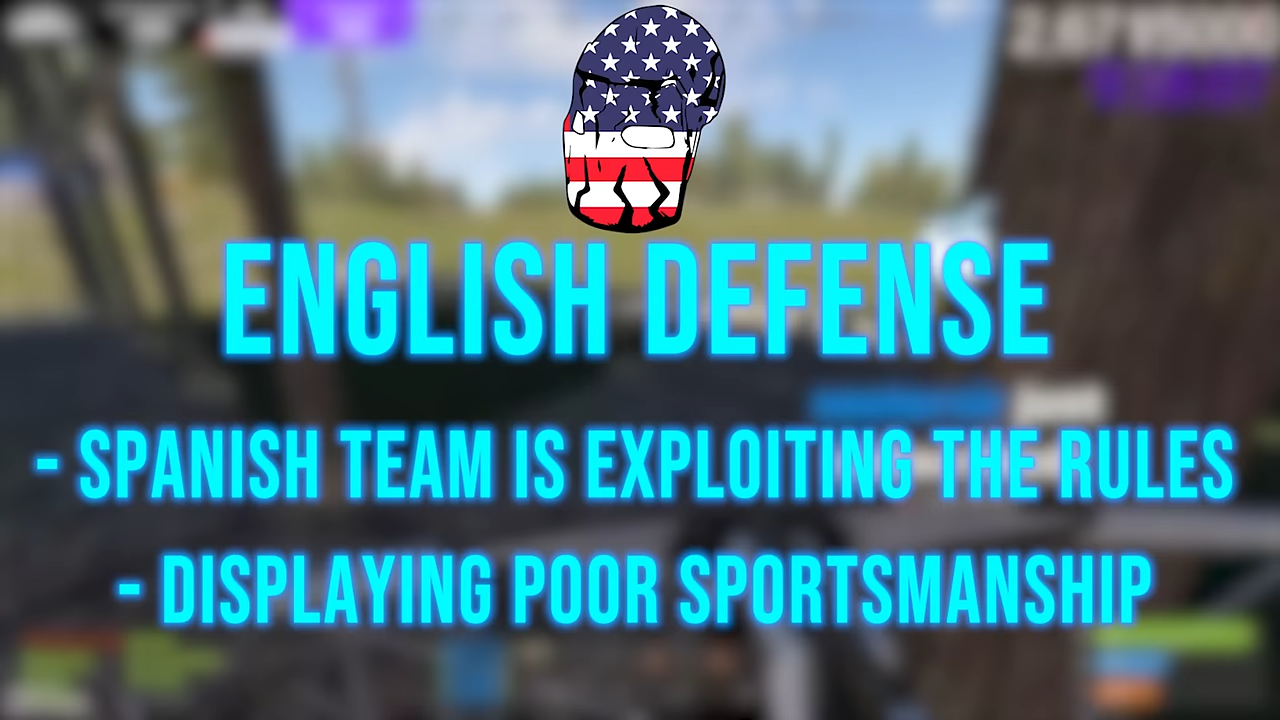 ENGLISH DEFENSE
- SPANISH TEAM IS EXPLOITING THE RULES
- DISPLAYING POOR SPORTSMANSHIP